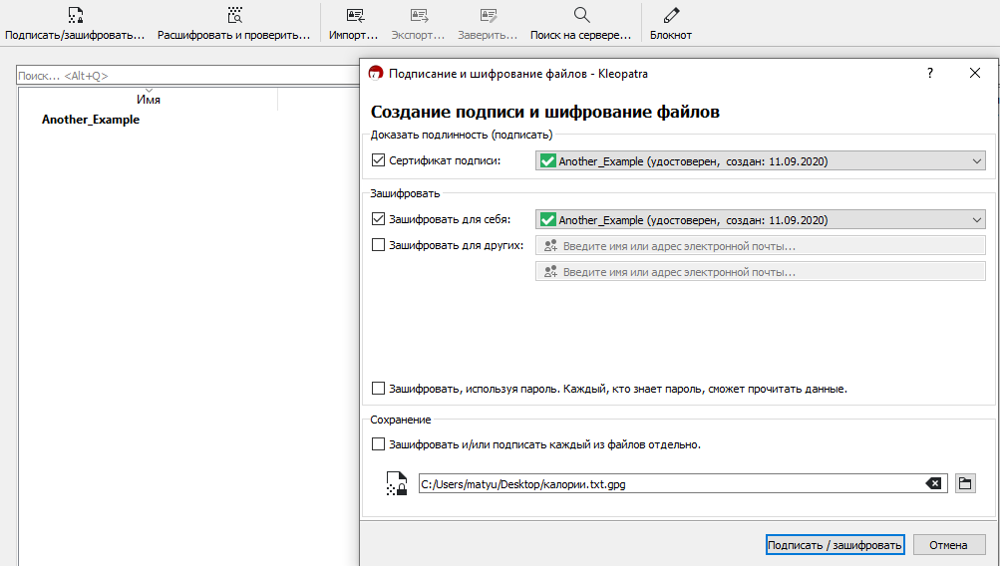 Подписать/зашифровать... Расшифровать и проверить... Импорт... Экспорт... Заверить... Поиск на сервере... Блокнот
Поиск... <Alt+Q>
Имя
Another_Example
Подписание и шифрование файлов - Kleopatra ?
Создание подписи и шифрование файлов
Доказать подлинность (подписать)
Сертификат подписи: Another_Example (удостоверен, создан: 11.09.2020)
Зашифровать
Зашифровать для себя: Another_Example (удостоверен, создан: 11.09.2020)
Зашифровать для других: Введите имя или адрес электронной почты...
Введите имя или адрес электронной почты...
Зашифровать, используя пароль. Каждый, кто знает пароль, сможет прочитать данные.
Сохранение
Зашифровать и/или подписать каждый из файлов отдельно.
C:/Users/matyu/Desktop/калории.txt.gpg
Подписать / зашифровать Отмена